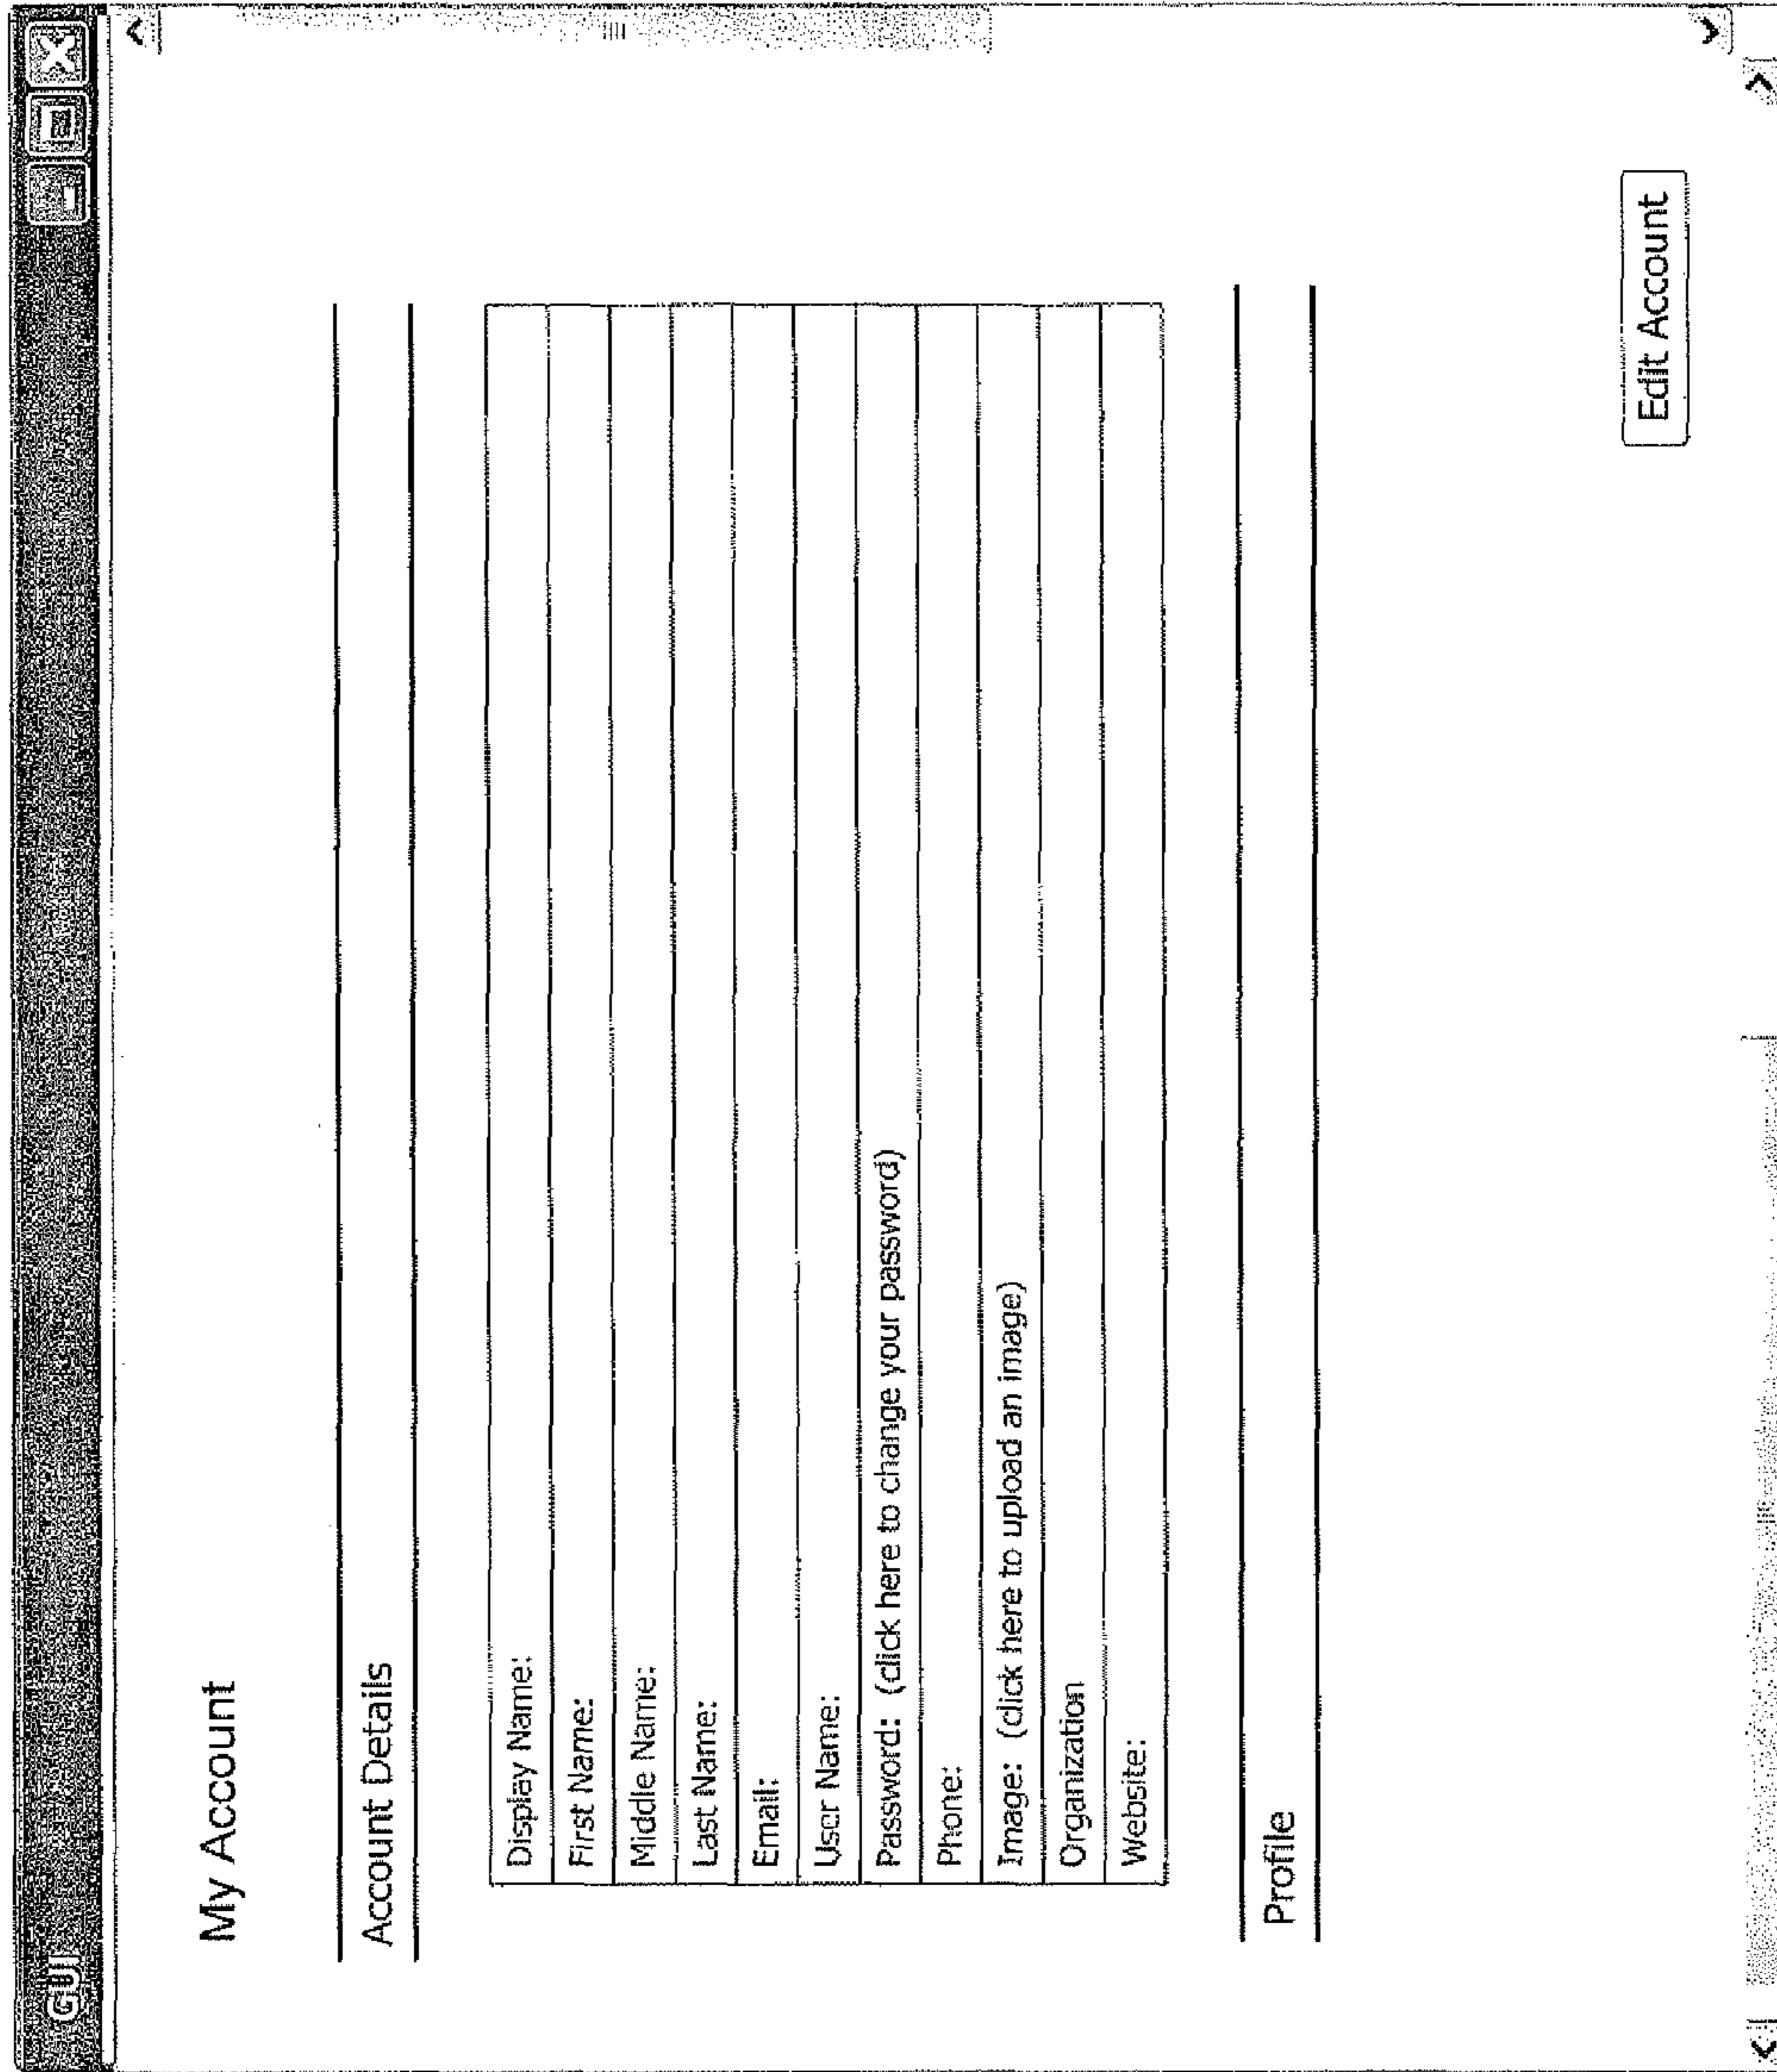 GUI
My Account
Account Details
Display Name:
First Name:
Middle Name:
Last Name:
Email:
User Name:
Password: (click here to change your password)
Phone:
Image: (click here to upload an image)
Organization
Website:
Profile
Edit Account